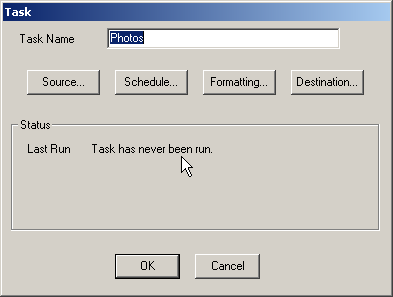 Task
Task Name Photos
Source... Schedule... Formatting... Destination...
Status
Last Run Task has never been run.
OK Cancel